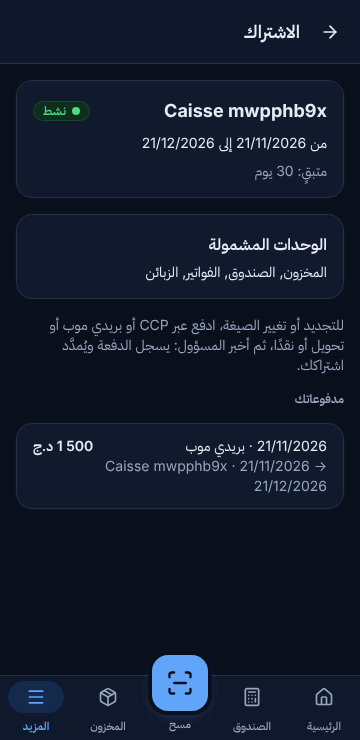 الاشتراك
Caisse mwpphb9x
نشط
من 21/11/2026 إلى 21/12/2026
متبقٍ: 30 يوم
الوحدات المشمولة
المخزون, الصندوق, الفواتير, الزبائن
للتجديد أو تغيير الصيغة، ادفع عبر CCP أو بريدي موب أو
تحويل أو نقدًا، ثم أخبر المسؤول: يسجل الدفعة ويُمدَّد
اشتراكك.
مدفوعاتك
21/11/2026 · بريدي موب
1 500 د.ج
Caisse mwpphb9x · 21/11/2026 →
21/12/2026
الرئيسية
الصندوق
مسح
المخزون
المزيد